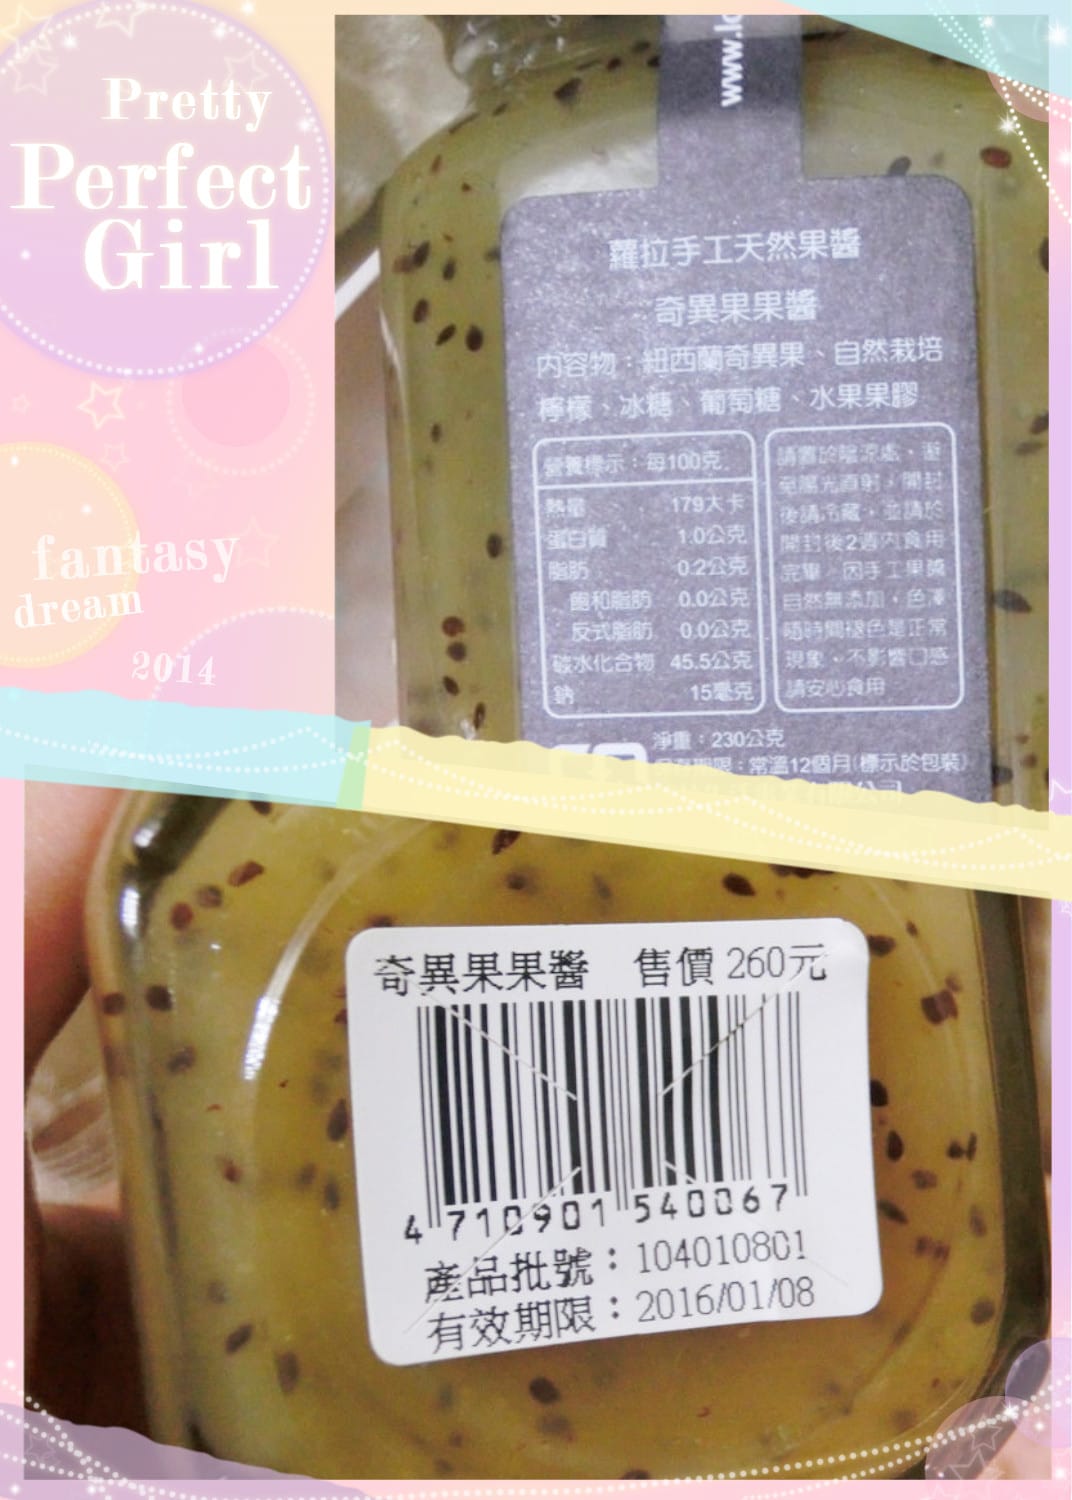 Pretty
Perfect
Girl
fantasy
dream
2014
www.lo
蘿拉手工天然果醬
奇異果果醬
內容物：紐西蘭奇異果、自然栽培
檸檬、冰糖、葡萄糖、水果果膠
營養標示：每100克
熱量 179大卡
蛋白質 1.0公克
脂肪 0.2公克
飽和脂肪 0.0公克
反式脂肪 0.0公克
碳水化合物 45.5公克
鈉 15毫克
請置於陰涼處，避
免陽光直射，開封
後請冷藏，並請於
開封後2週內食用
完畢，因手工果醬
自然無添加，色澤
隨時間褪色是正常
現象，不影響口感
請安心食用
淨重：230公克
期限：常溫12個月(標示於包裝)
奇異果果醬 售價 260元
4 710901 540067
產品批號：104010801
有效期限：2016/01/08